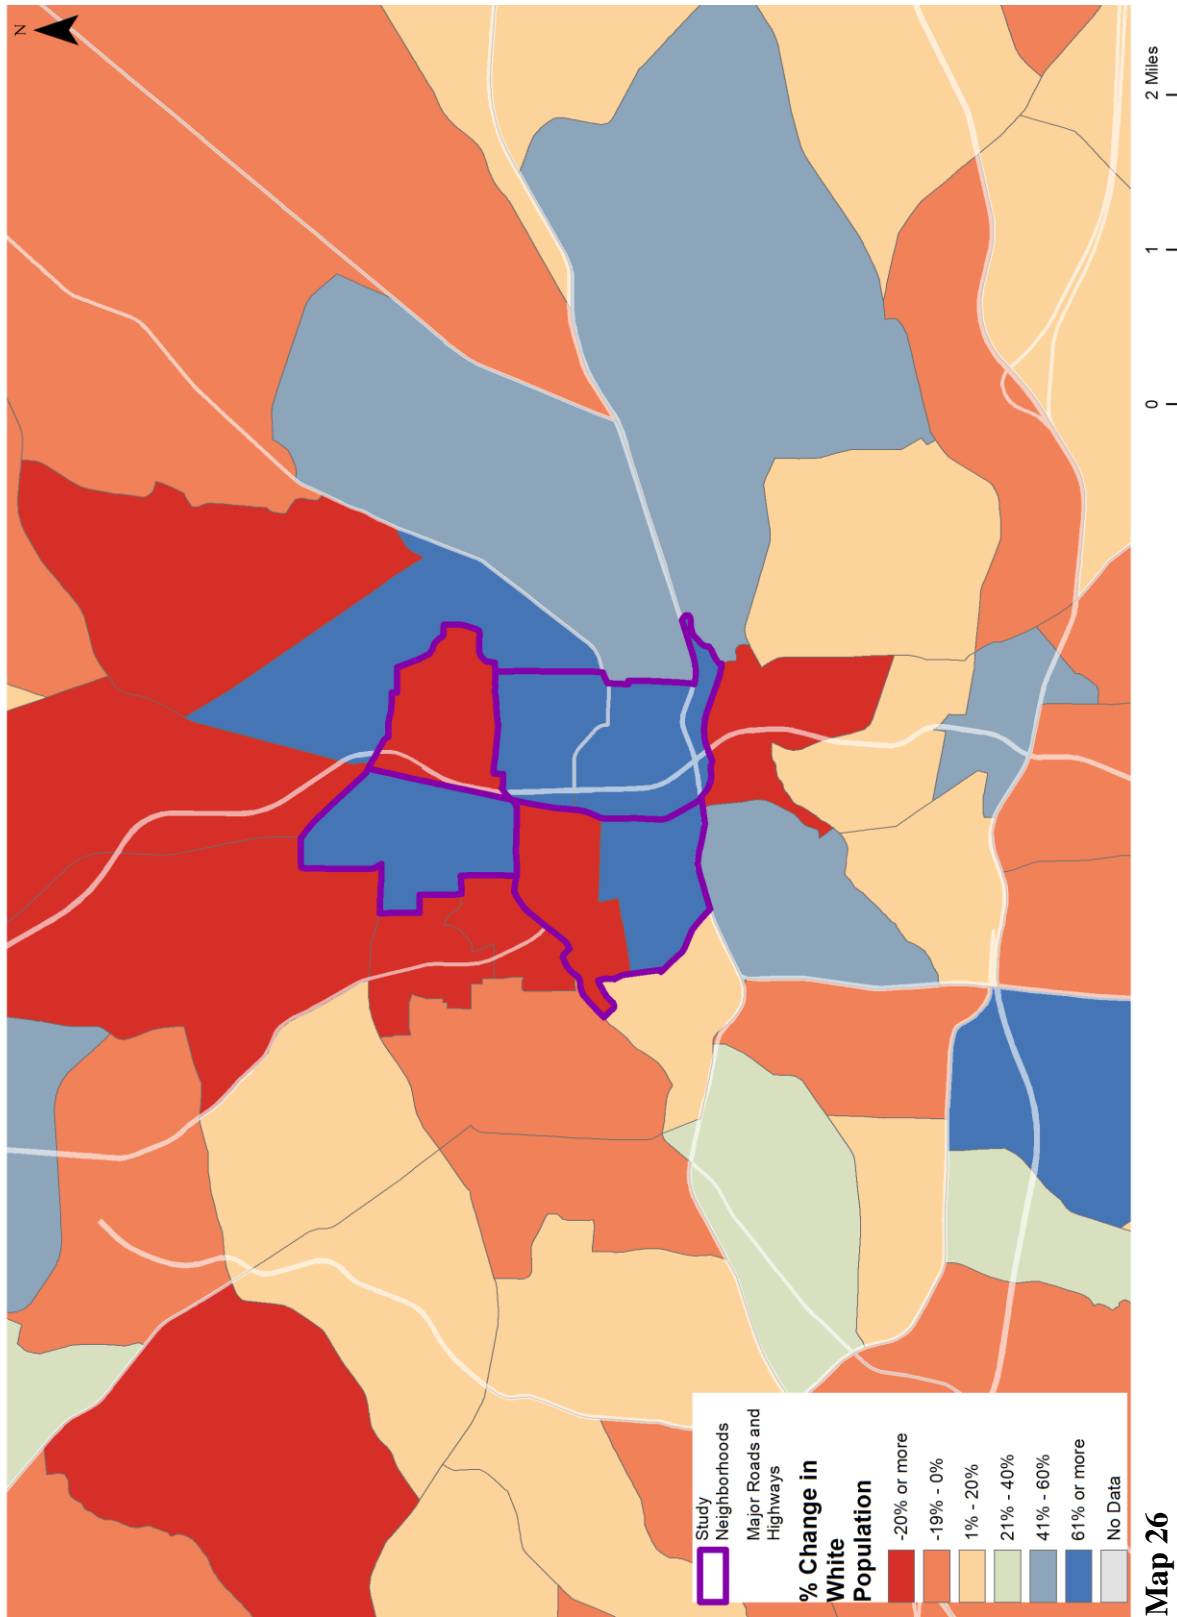 N
Study
Neighborhoods
Major Roads and
Highways
% Change in
White
Population
-20% or more
-19% - 0%
1% - 20%
21% - 40%
41% - 60%
61% or more
No Data
0 1 2 Miles
Map 26